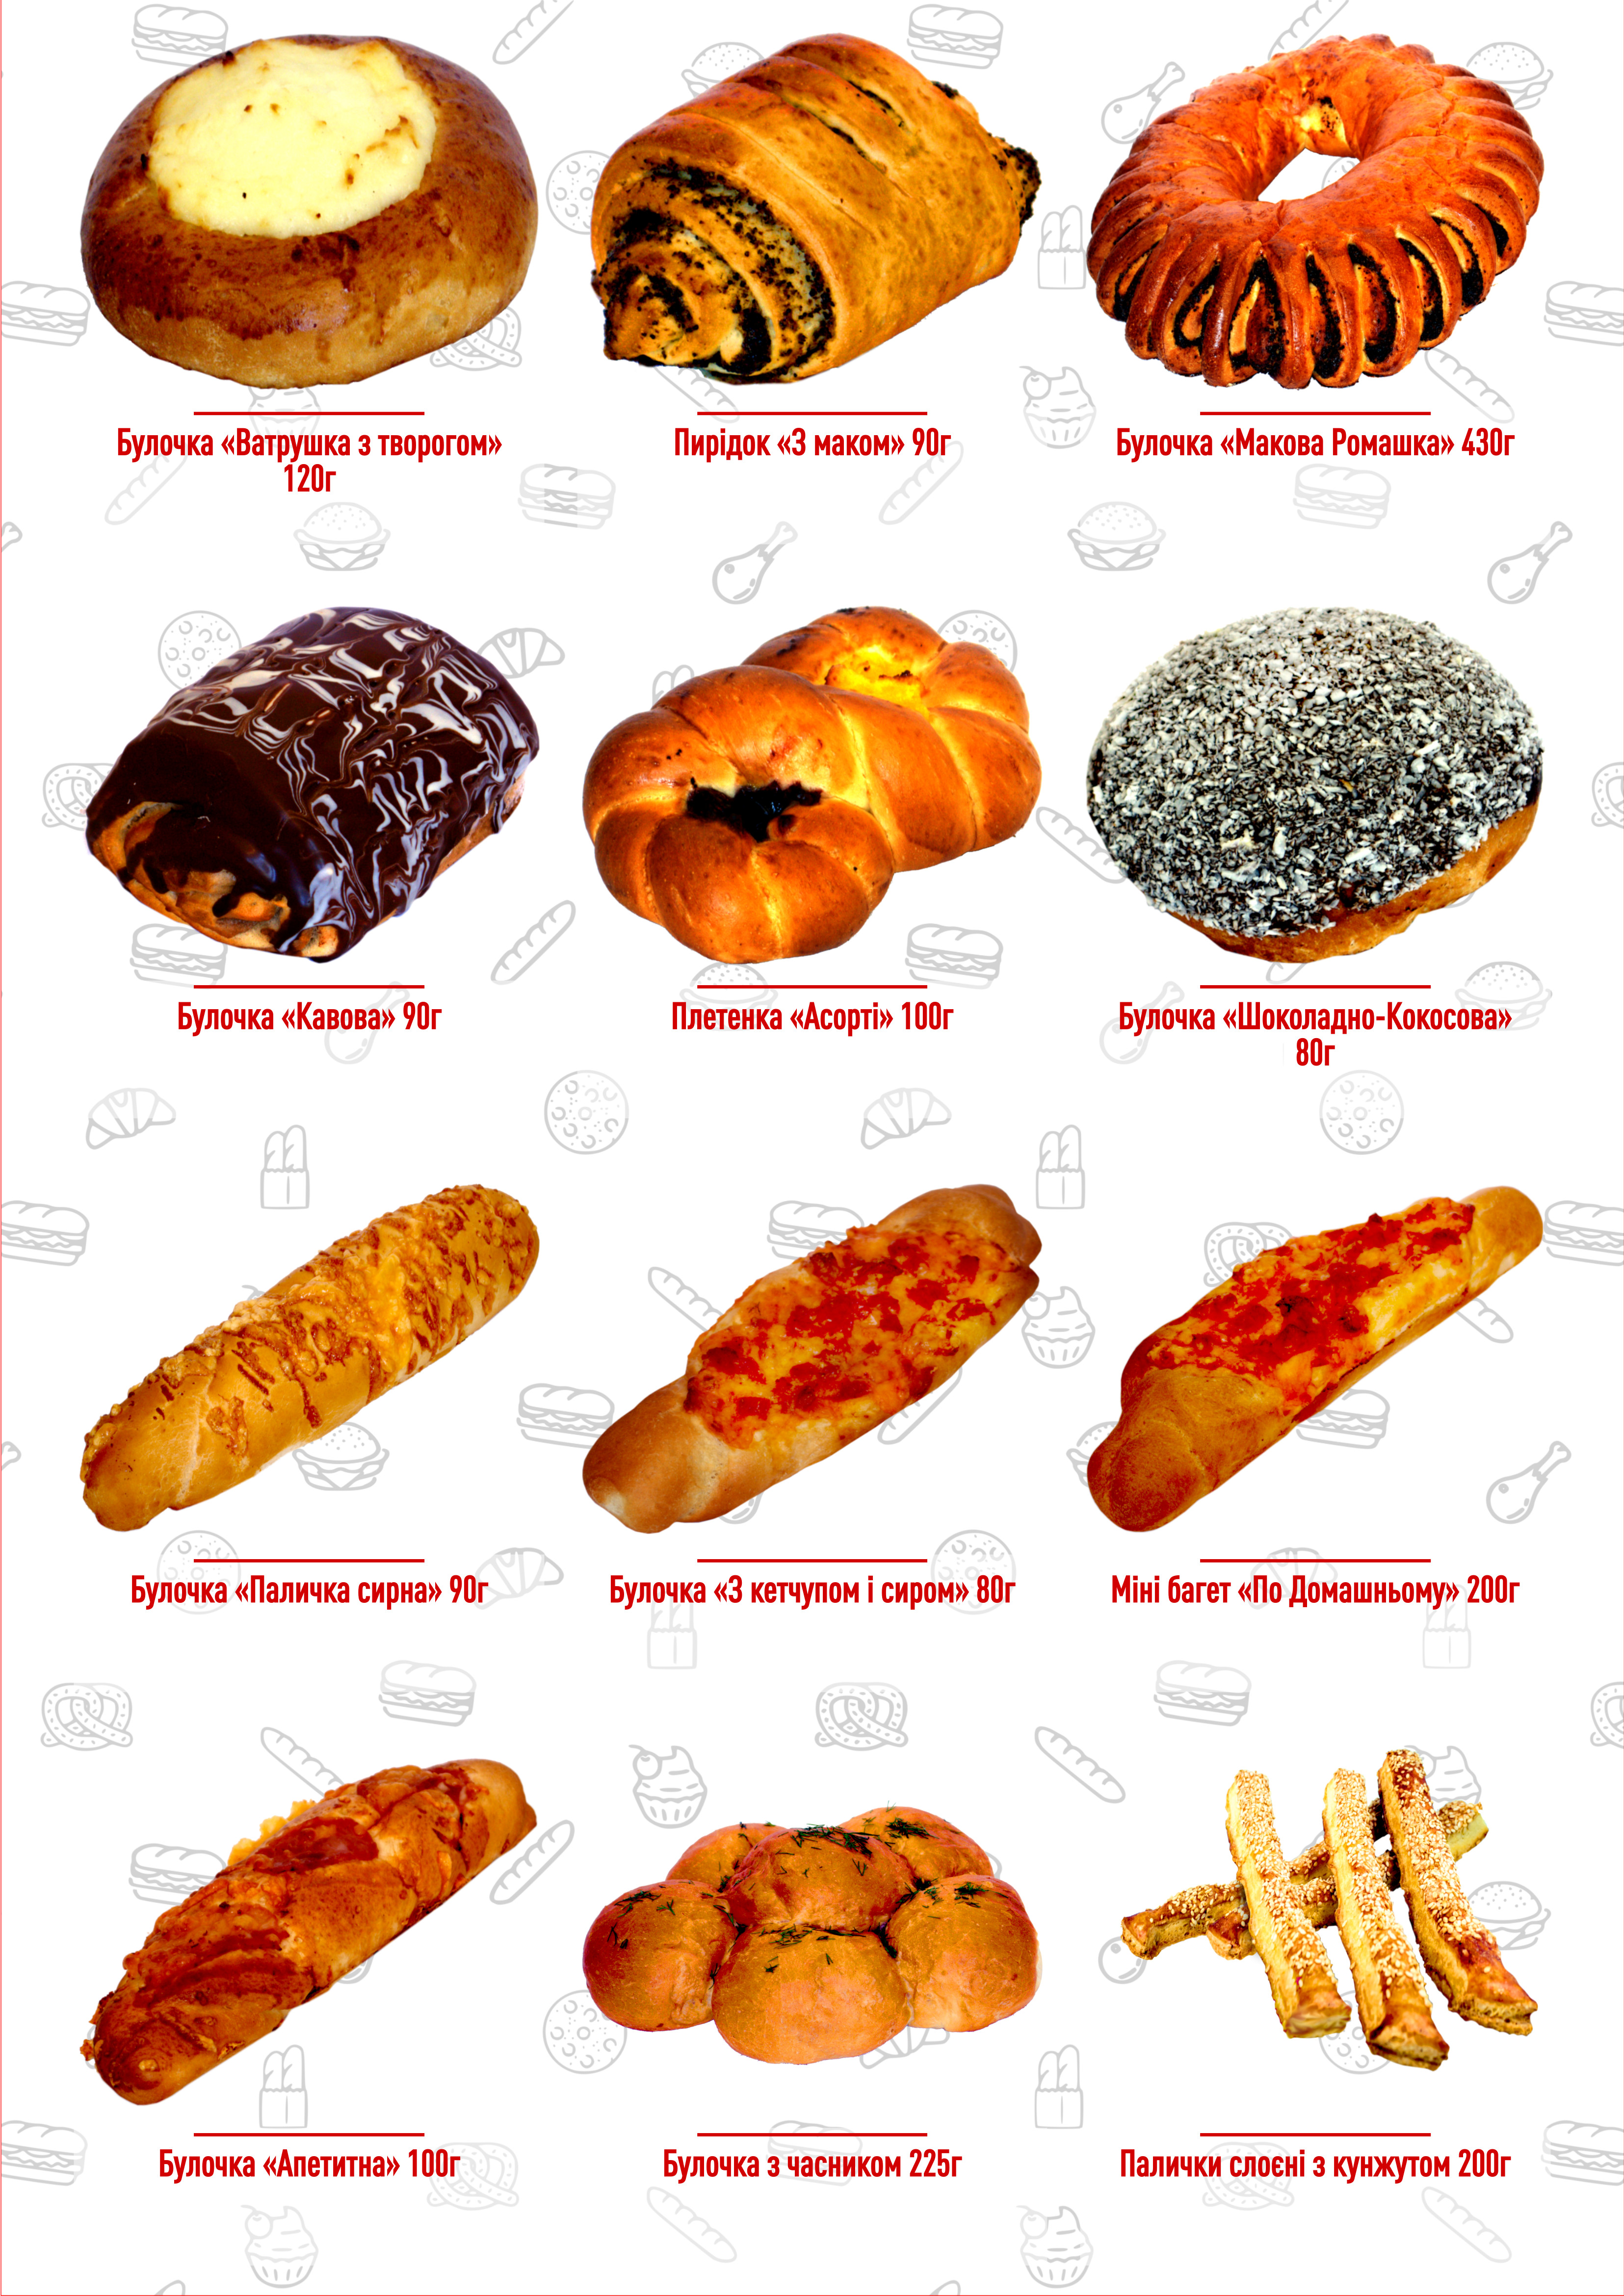 Булочка «Ватрушка з творогом»
120г
Пирідок «З маком» 90г
Булочка «Макова Ромашка» 430г
Булочка «Кавова» 90г
Плетенка «Асорті» 100г
Булочка «Шоколадно-Кокосова»
80г
Булочка «Паличка сирна» 90г
Булочка «З кетчупом і сиром» 80г
Міні багет «По Домашньому» 200г
Булочка «Апетитна» 100г
Булочка з часником 225г
Палички слоєні з кунжутом 200г